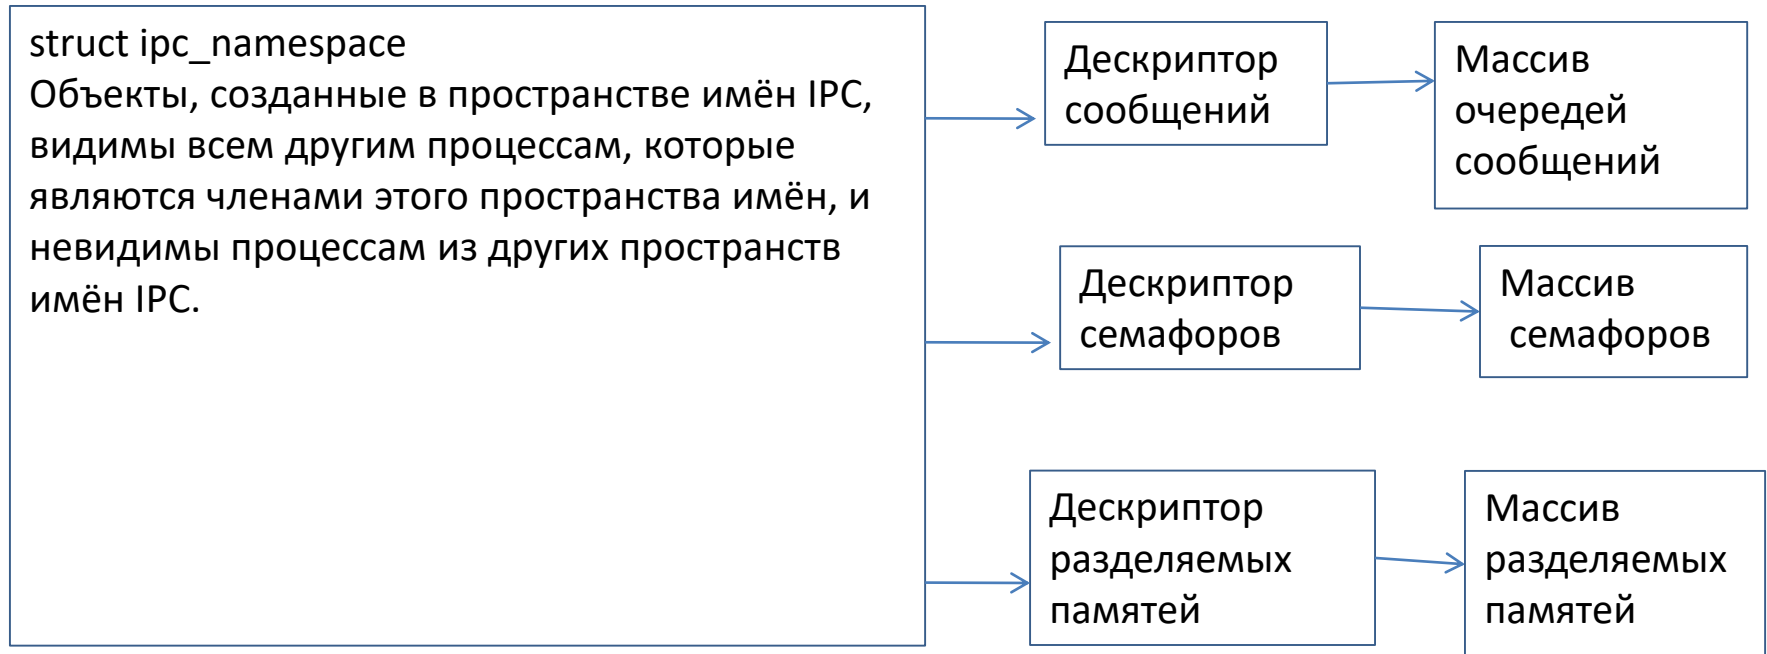 struct ipc_namespace
Объекты, созданные в пространстве имён IPC,
видимы всем другим процессам, которые
являются членами этого пространства имён, и
невидимы процессам из других пространств
имён IPC.
Дескриптор
сообщений
Массив
очередей
сообщений
Дескриптор
семафоров
Массив
семафоров
Дескриптор
разделяемых
памятей
Массив
разделяемых
памятей